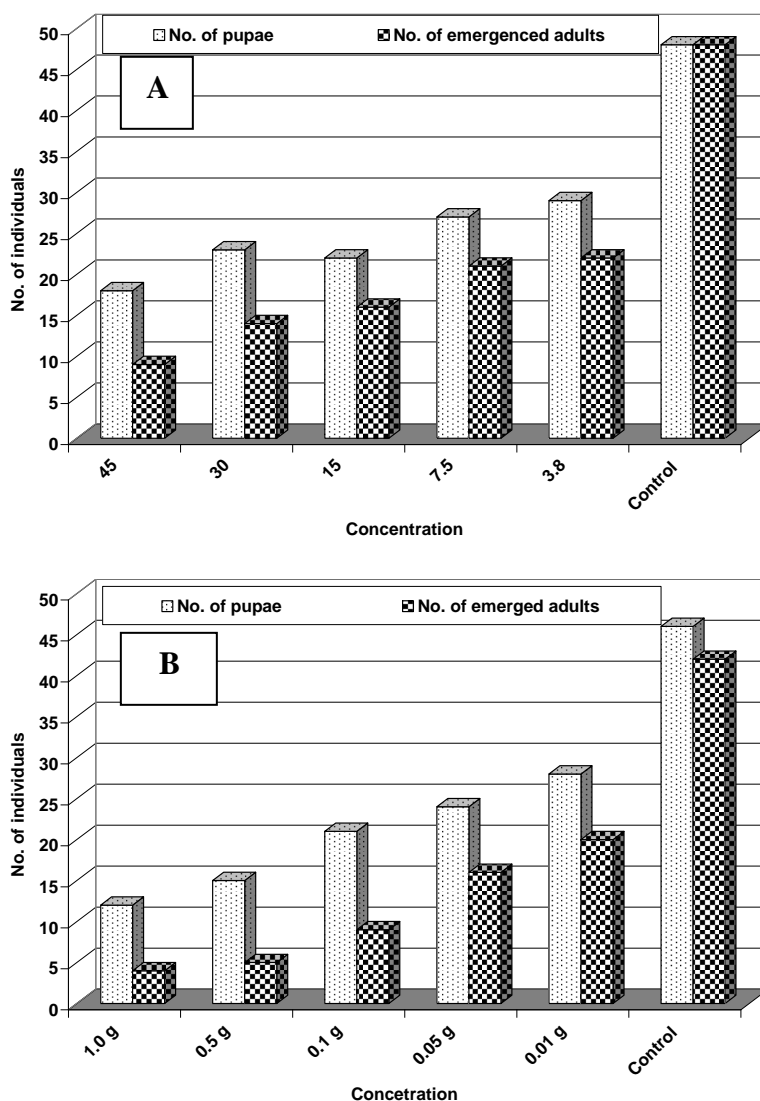 No. of pupae No. of emergenced adults
A
50
45
40
35
30
25
20
15
10
5
0
No. of individuals
45 30 15 7.5 3.8 Control
Concentration
No. of pupae No. of emerged adults
B
50
45
40
35
30
25
20
15
10
5
0
No. of individuals
1.0 g 0.5 g 0.1 g 0.05 g 0.01 g Control
Concetration